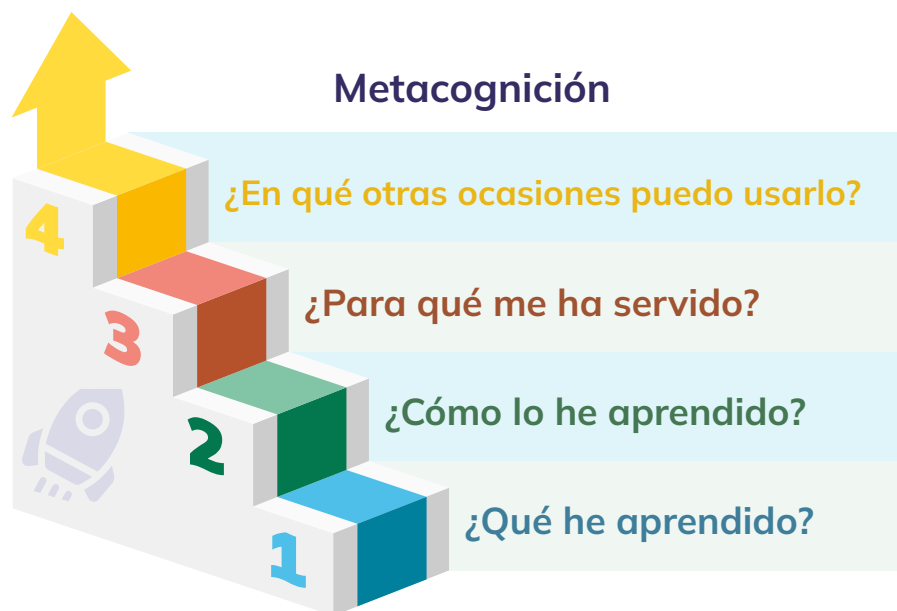 Metacognición
4
¿En qué otras ocasiones puedo usarlo?
3
¿Para qué me ha servido?
2
¿Cómo lo he aprendido?
1
¿Qué he aprendido?